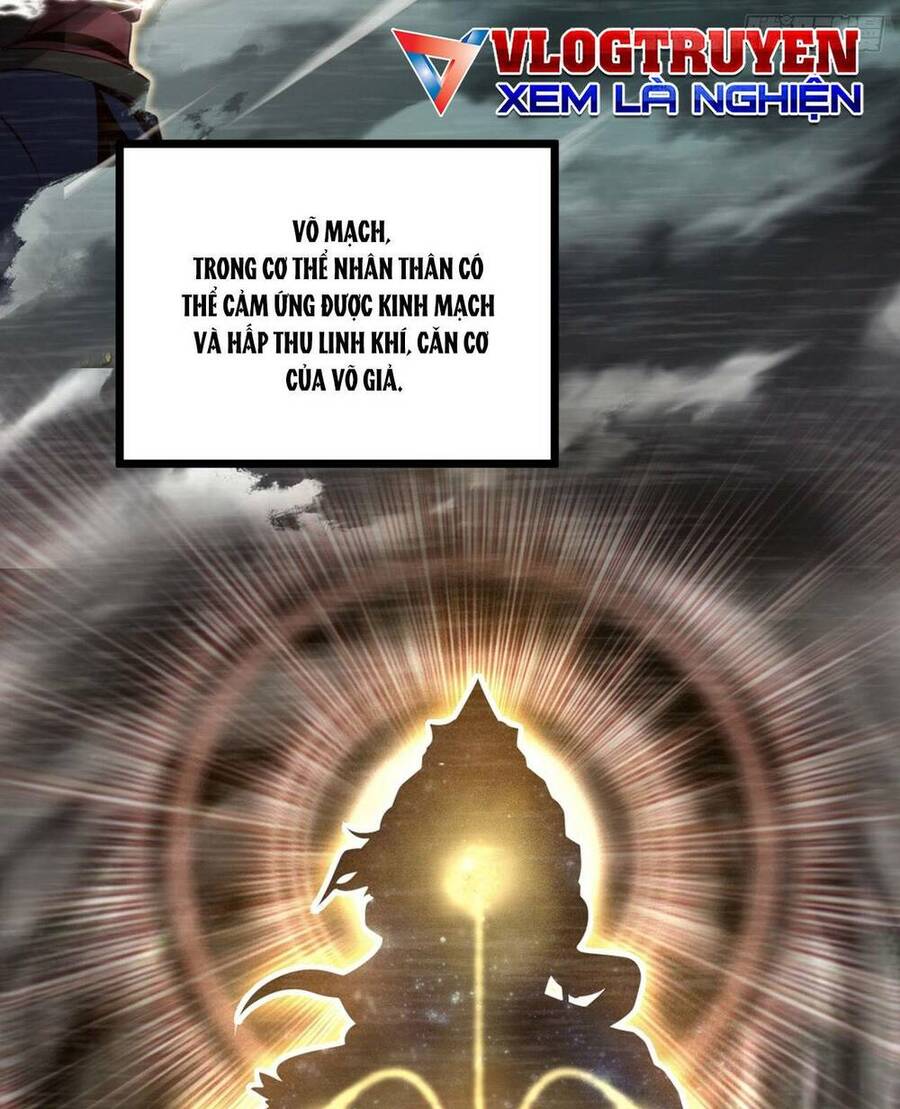 VLOGTRUYEN
XEM LÀ NGHIỆN
VÕ MẠCH,
TRONG CƠ THỂ NHÂN THÂN CÓ
THỂ CẢM ỨNG ĐƯỢC KINH MẠCH
VÀ HẤP THU LINH KHÍ, CĂN CƠ
CỦA VÕ GIẢ.